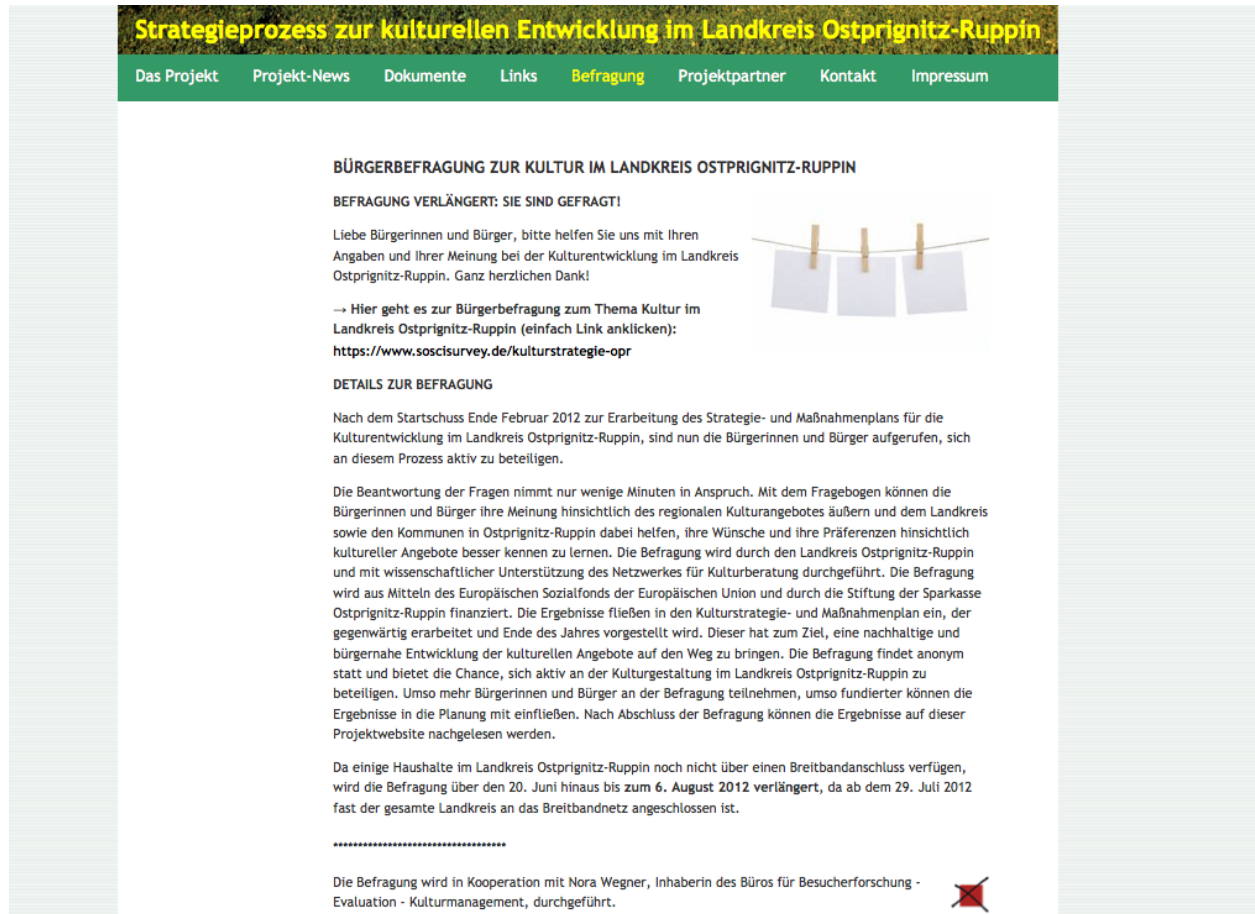 Strategieprozess zur kulturellen Entwicklung im Landkreis Ostprignitz-Ruppin
Das Projekt Projekt-News Dokumente Links Befragung Projektpartner Kontakt Impressum
BÜRGERBEFRAGUNG ZUR KULTUR IM LANDKREIS OSTPRIGNITZ-RUPPIN
BEFRAGUNG VERLÄNGERT: SIE SIND GEFRAGT!
Liebe Bürgerinnen und Bürger, bitte helfen Sie uns mit Ihren
Angaben und Ihrer Meinung bei der Kulturentwicklung im Landkreis
Ostprignitz-Ruppin. Ganz herzlichen Dank!
→ Hier geht es zur Bürgerbefragung zum Thema Kultur im
Landkreis Ostprignitz-Ruppin (einfach Link anklicken):
https://www.soscisurvey.de/kulturstrategie-opr
DETAILS ZUR BEFRAGUNG
Nach dem Startschuss Ende Februar 2012 zur Erarbeitung des Strategie- und Maßnahmenplans für die
Kulturentwicklung im Landkreis Ostprignitz-Ruppin, sind nun die Bürgerinnen und Bürger aufgerufen, sich
an diesem Prozess aktiv zu beteiligen.
Die Beantwortung der Fragen nimmt nur wenige Minuten in Anspruch. Mit dem Fragebogen können die
Bürgerinnen und Bürger ihre Meinung hinsichtlich des regionalen Kulturangebotes äußern und dem Landkreis
sowie den Kommunen in Ostprignitz-Ruppin dabei helfen, ihre Wünsche und ihre Präferenzen hinsichtlich
kultureller Angebote besser kennen zu lernen. Die Befragung wird durch den Landkreis Ostprignitz-Ruppin
und mit wissenschaftlicher Unterstützung des Netzwerkes für Kulturberatung durchgeführt. Die Befragung
wird aus Mitteln des Europäischen Sozialfonds der Europäischen Union und durch die Stiftung der Sparkasse
Ostprignitz-Ruppin finanziert. Die Ergebnisse fließen in den Kulturstrategie- und Maßnahmenplan ein, der
gegenwärtig erarbeitet und Ende des Jahres vorgestellt wird. Dieser hat zum Ziel, eine nachhaltige und
bürgernahe Entwicklung der kulturellen Angebote auf den Weg zu bringen. Die Befragung findet anonym
statt und bietet die Chance, sich aktiv an der Kulturgestaltung im Landkreis Ostprignitz-Ruppin zu
beteiligen. Umso mehr Bürgerinnen und Bürger an der Befragung teilnehmen, umso fundierter können die
Ergebnisse in die Planung mit einfließen. Nach Abschluss der Befragung können die Ergebnisse auf dieser
Projektwebsite nachgelesen werden.
Da einige Haushalte im Landkreis Ostprignitz-Ruppin noch nicht über einen Breitbandanschluss verfügen,
wird die Befragung über den 20. Juni hinaus bis zum 6. August 2012 verlängert, da ab dem 29. Juli 2012
fast der gesamte Landkreis an das Breitbandnetz angeschlossen ist.
***********************************
Die Befragung wird in Kooperation mit Nora Wegner, Inhaberin des Büros für Besucherforschung -
Evaluation - Kulturmanagement, durchgeführt.